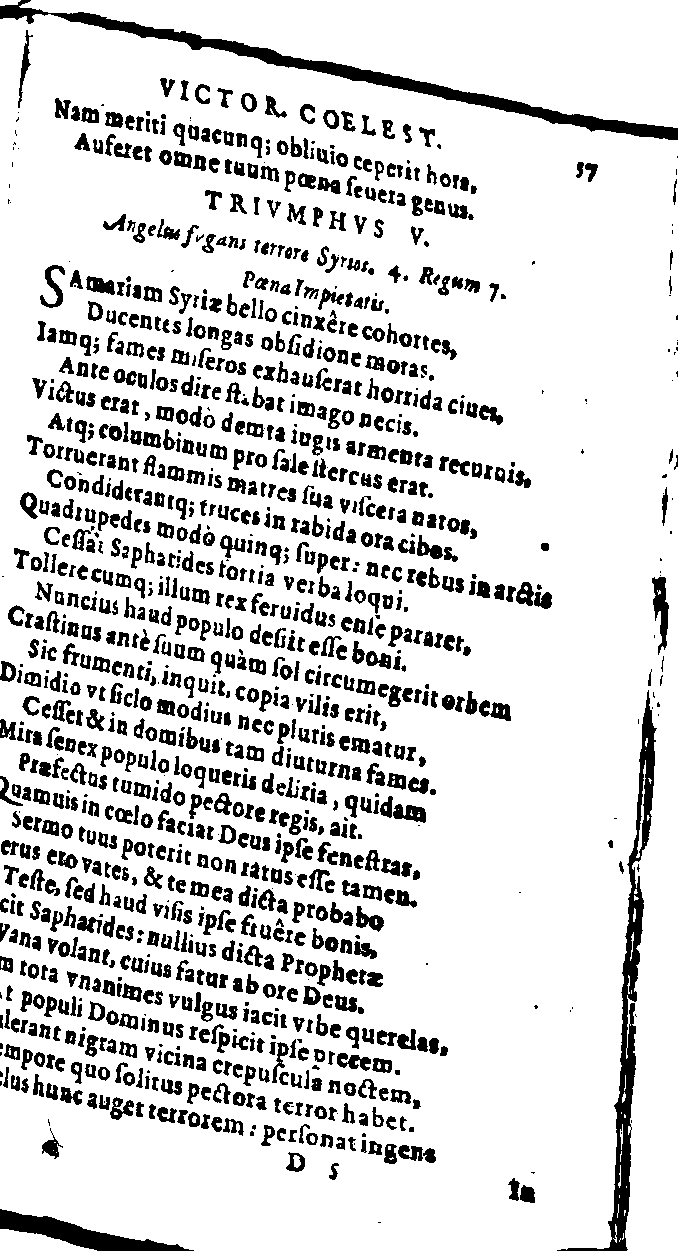 VICTOR. COELEST. 57
Nam meriti quacunq; obliuio ceperit hora,
Auferet omne tuum pœna ſeuera genus.
TRIVMPHVS V.
Angelus fugans terrore Syros. 4. Regum 7.
Pœna Impietatis.
SAmariam Syriæ bello cinxêre cohortes,
Ducentes longas obſidione moras.
Iamq; fames miſeros exhauſerat horrida ciues,
Ante oculos dire ſtabat imago necis.
Victus erat, modò demta iugis armenta recuruis,
Atq; columbinum pro ſale ſtercus erat.
Torruerant flammis matres ſua viſcera natos,
Condiderantq; truces in rabida ora cibos.
Quadrupedes modò quinq; ſuper: nec rebus in arctis
Ceſſat Saphatides fortia verba loqui.
Tollere cumq; illum rex feruidus enſe pararet,
Nuncius haud populo deſiit eſſe boni.
Craſtinus antè ſuum quàm ſol circumegerit orbem
Sic frumenti, inquit, copia vilis erit,
Dimidio vt ſiclo modius nec pluris ematur,
Ceſſet & in domibus tam diuturna fames.
Mira ſenex populo loqueris deliria, quidam
Præfectus tumido pectore regis, ait.
Quamuis in cœlo faciat Deus ipſe feneſtras,
Sermo tuus poterit non ratus eſſe tamen.
erus ero vates, & te mea dicta probabo
Teſte, ſed haud viſis ipſe fruêre bonis,
cit Saphatides: nullius dicta Prophetæ
Vana volant, cuius fatur ab ore Deus.
m tota vnanimes vulgus iacit vrbe querelas,
At populi Dominus reſpicit ipſe precem.
ulerant nigram vicina crepuſcula noctem,
empore quo ſolitus pectora terror habet.
elus hunc auget terrorem: perſonat ingens
D 5 In